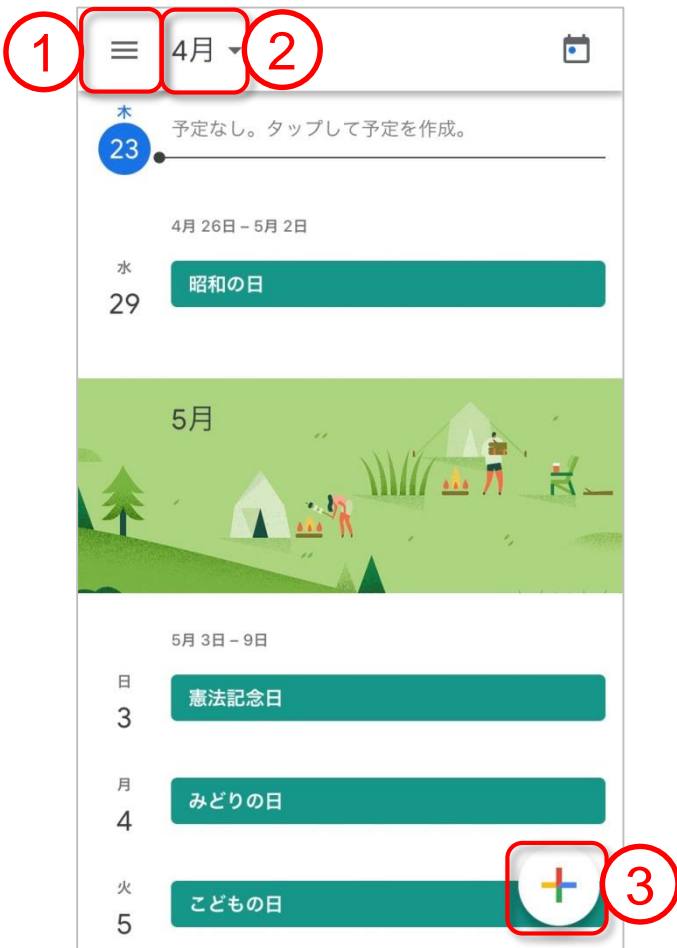 1
4月
2
木
23
予定なし。タップして予定を作成。
4月 26日 – 5月 2日
水
29
昭和の日
5月
5月 3日 – 9日
日
3
憲法記念日
月
4
みどりの日
3
火
5
こどもの日